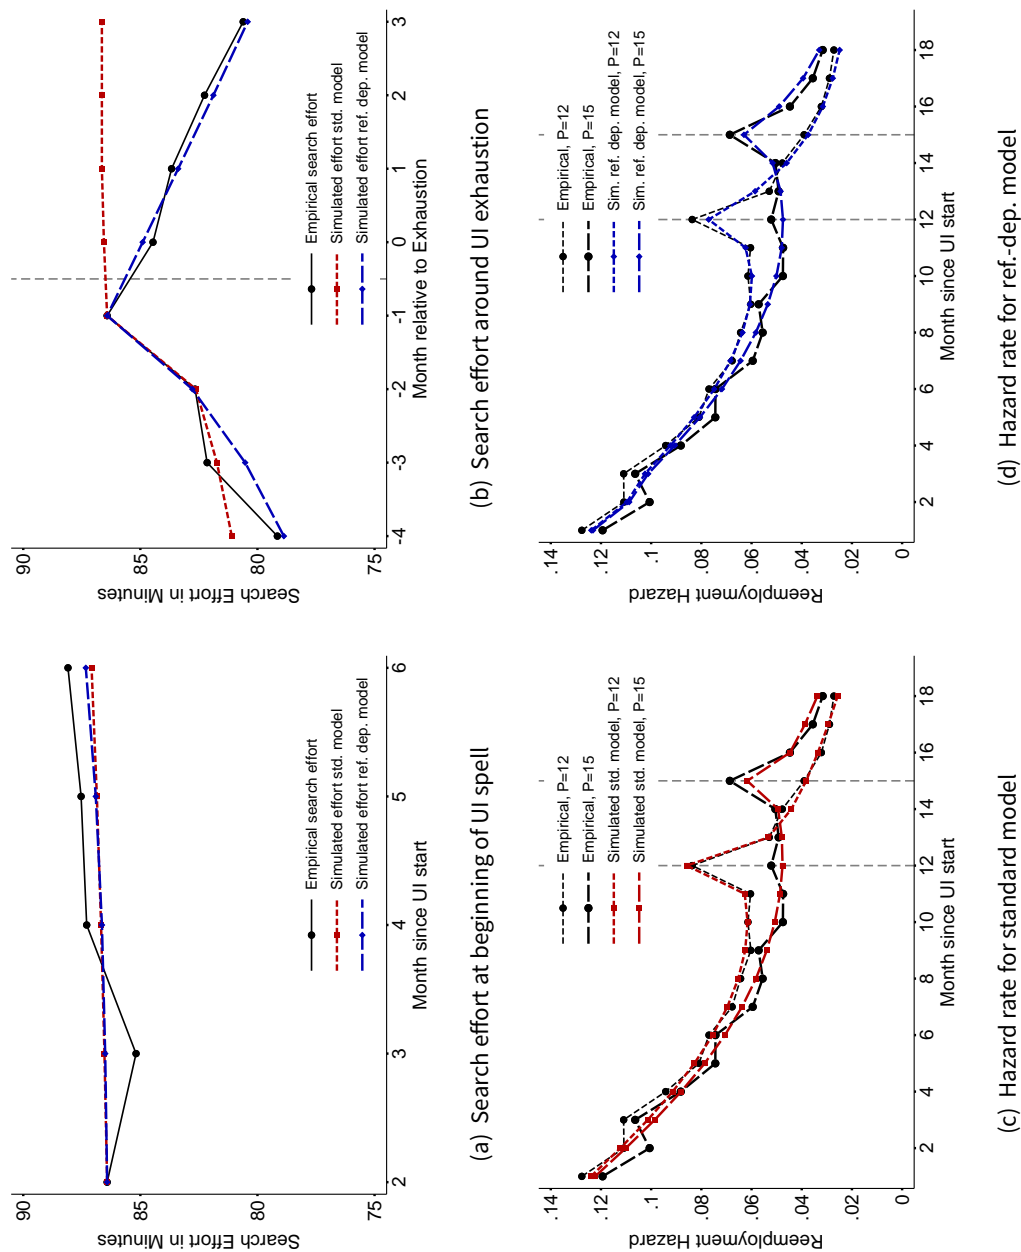 Search Effort in Minutes
90
85
80
75
2
3
4
5
6
Month since UI start
Empirical search effort
Simulated effort std. model
Simulated effort ref. dep. model
(a) Search effort at beginning of UI spell
Search Effort in Minutes
90
85
80
75
-4
-3
-2
-1
0
1
2
3
Month relative to Exhaustion
Empirical search effort
Simulated effort std. model
Simulated effort ref. dep. model
(b) Search effort around UI exhaustion
Reemployment Hazard
.14
.12
.1
.08
.06
.04
.02
0
2
4
6
8
10
12
14
16
18
Month since UI start
Empirical, P=12
Empirical, P=15
Simulated std. model, P=12
Simulated std. model, P=15
(c) Hazard rate for standard model
Reemployment Hazard
.14
.12
.1
.08
.06
.04
.02
0
2
4
6
8
10
12
14
16
18
Month since UI start
Empirical, P=12
Empirical, P=15
Sim. ref. dep. model, P=12
Sim. ref. dep. model, P=15
(d) Hazard rate for ref.-dep. model